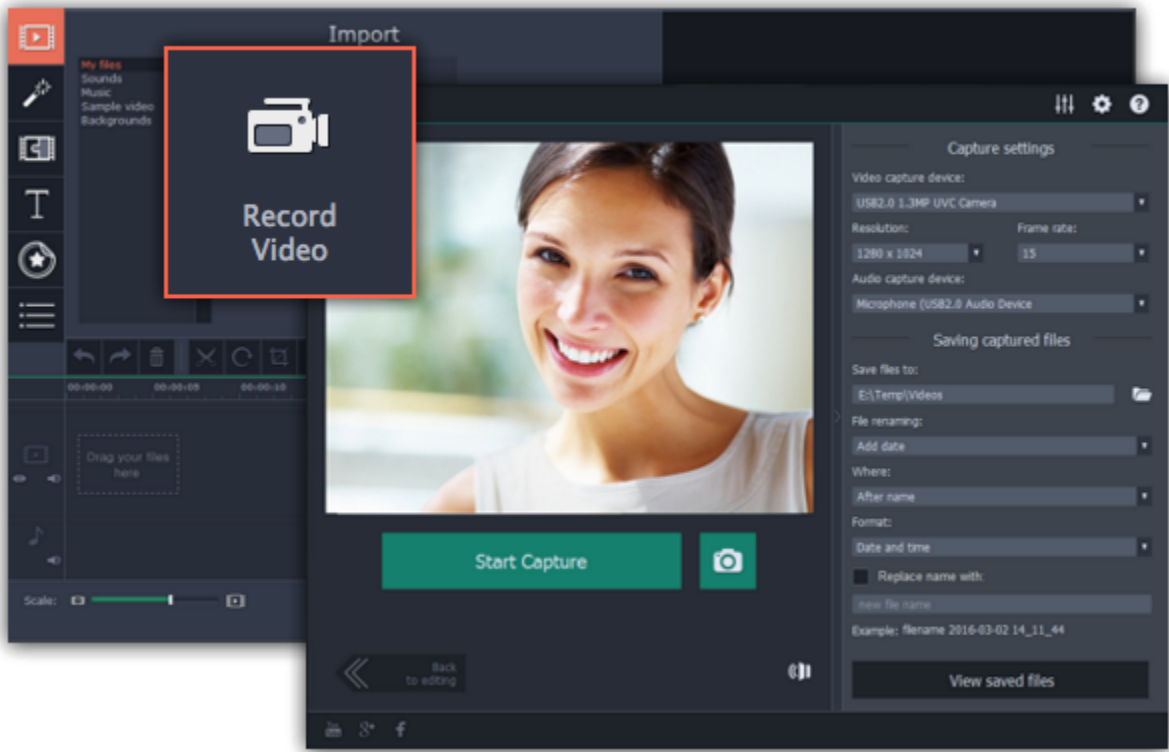 Import
My files
Sounds
Music
Sample video
Backgrounds
Record
Video
00:00:00 00:00:05 00:00:10
Drag your files
here
Scale:
Start Capture
Back
to editing
Capture settings
Video capture device:
USB2.0 1.3MP UVC Camera
Resolution: Frame rate:
1280 x 1024 15
Audio capture device:
Microphone (USB2.0 Audio Device
Saving captured files
Save files to:
E:\Temp\Videos
File renaming:
Add date
Where:
After name
Format:
Date and time
Replace name with:
new file name
Example: filename 2016-03-02 14_11_44
View saved files